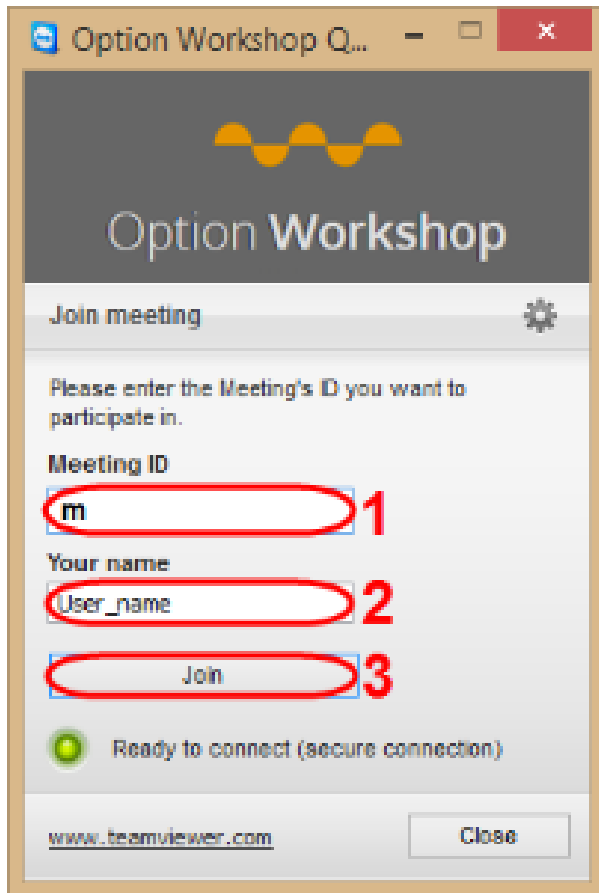 Option Workshop Q...
Option Workshop
Join meeting
Please enter the Meeting's ID you want to
participate in.
Meeting ID
m 1
Your name
User_name 2
Join 3
Ready to connect (secure connection)
www.teamviewer.com Close